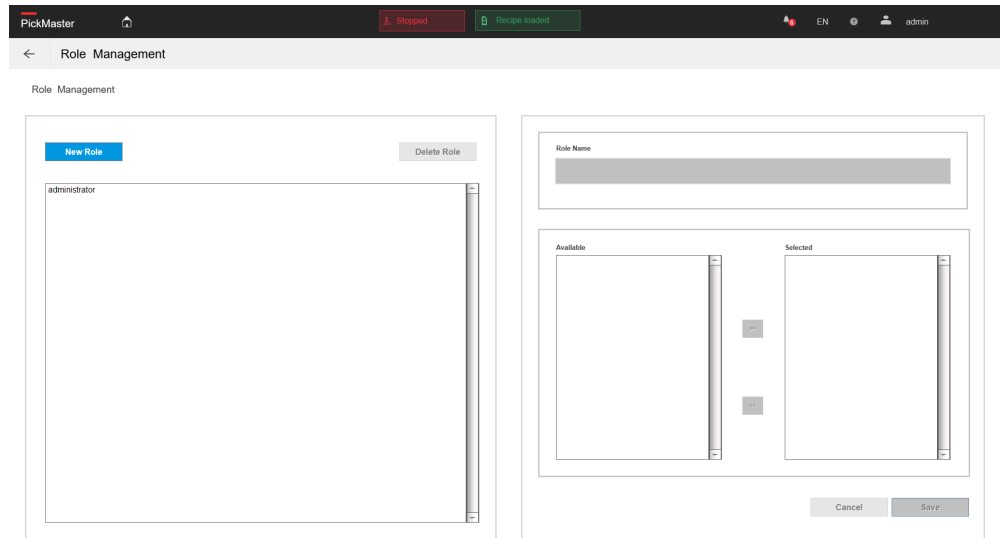 PickMaster
Stopped
Recipe loaded
6
EN
admin
Role Management
Role Management
New Role
Delete Role
administrator
Role Name
Available
Selected
Cancel
Save